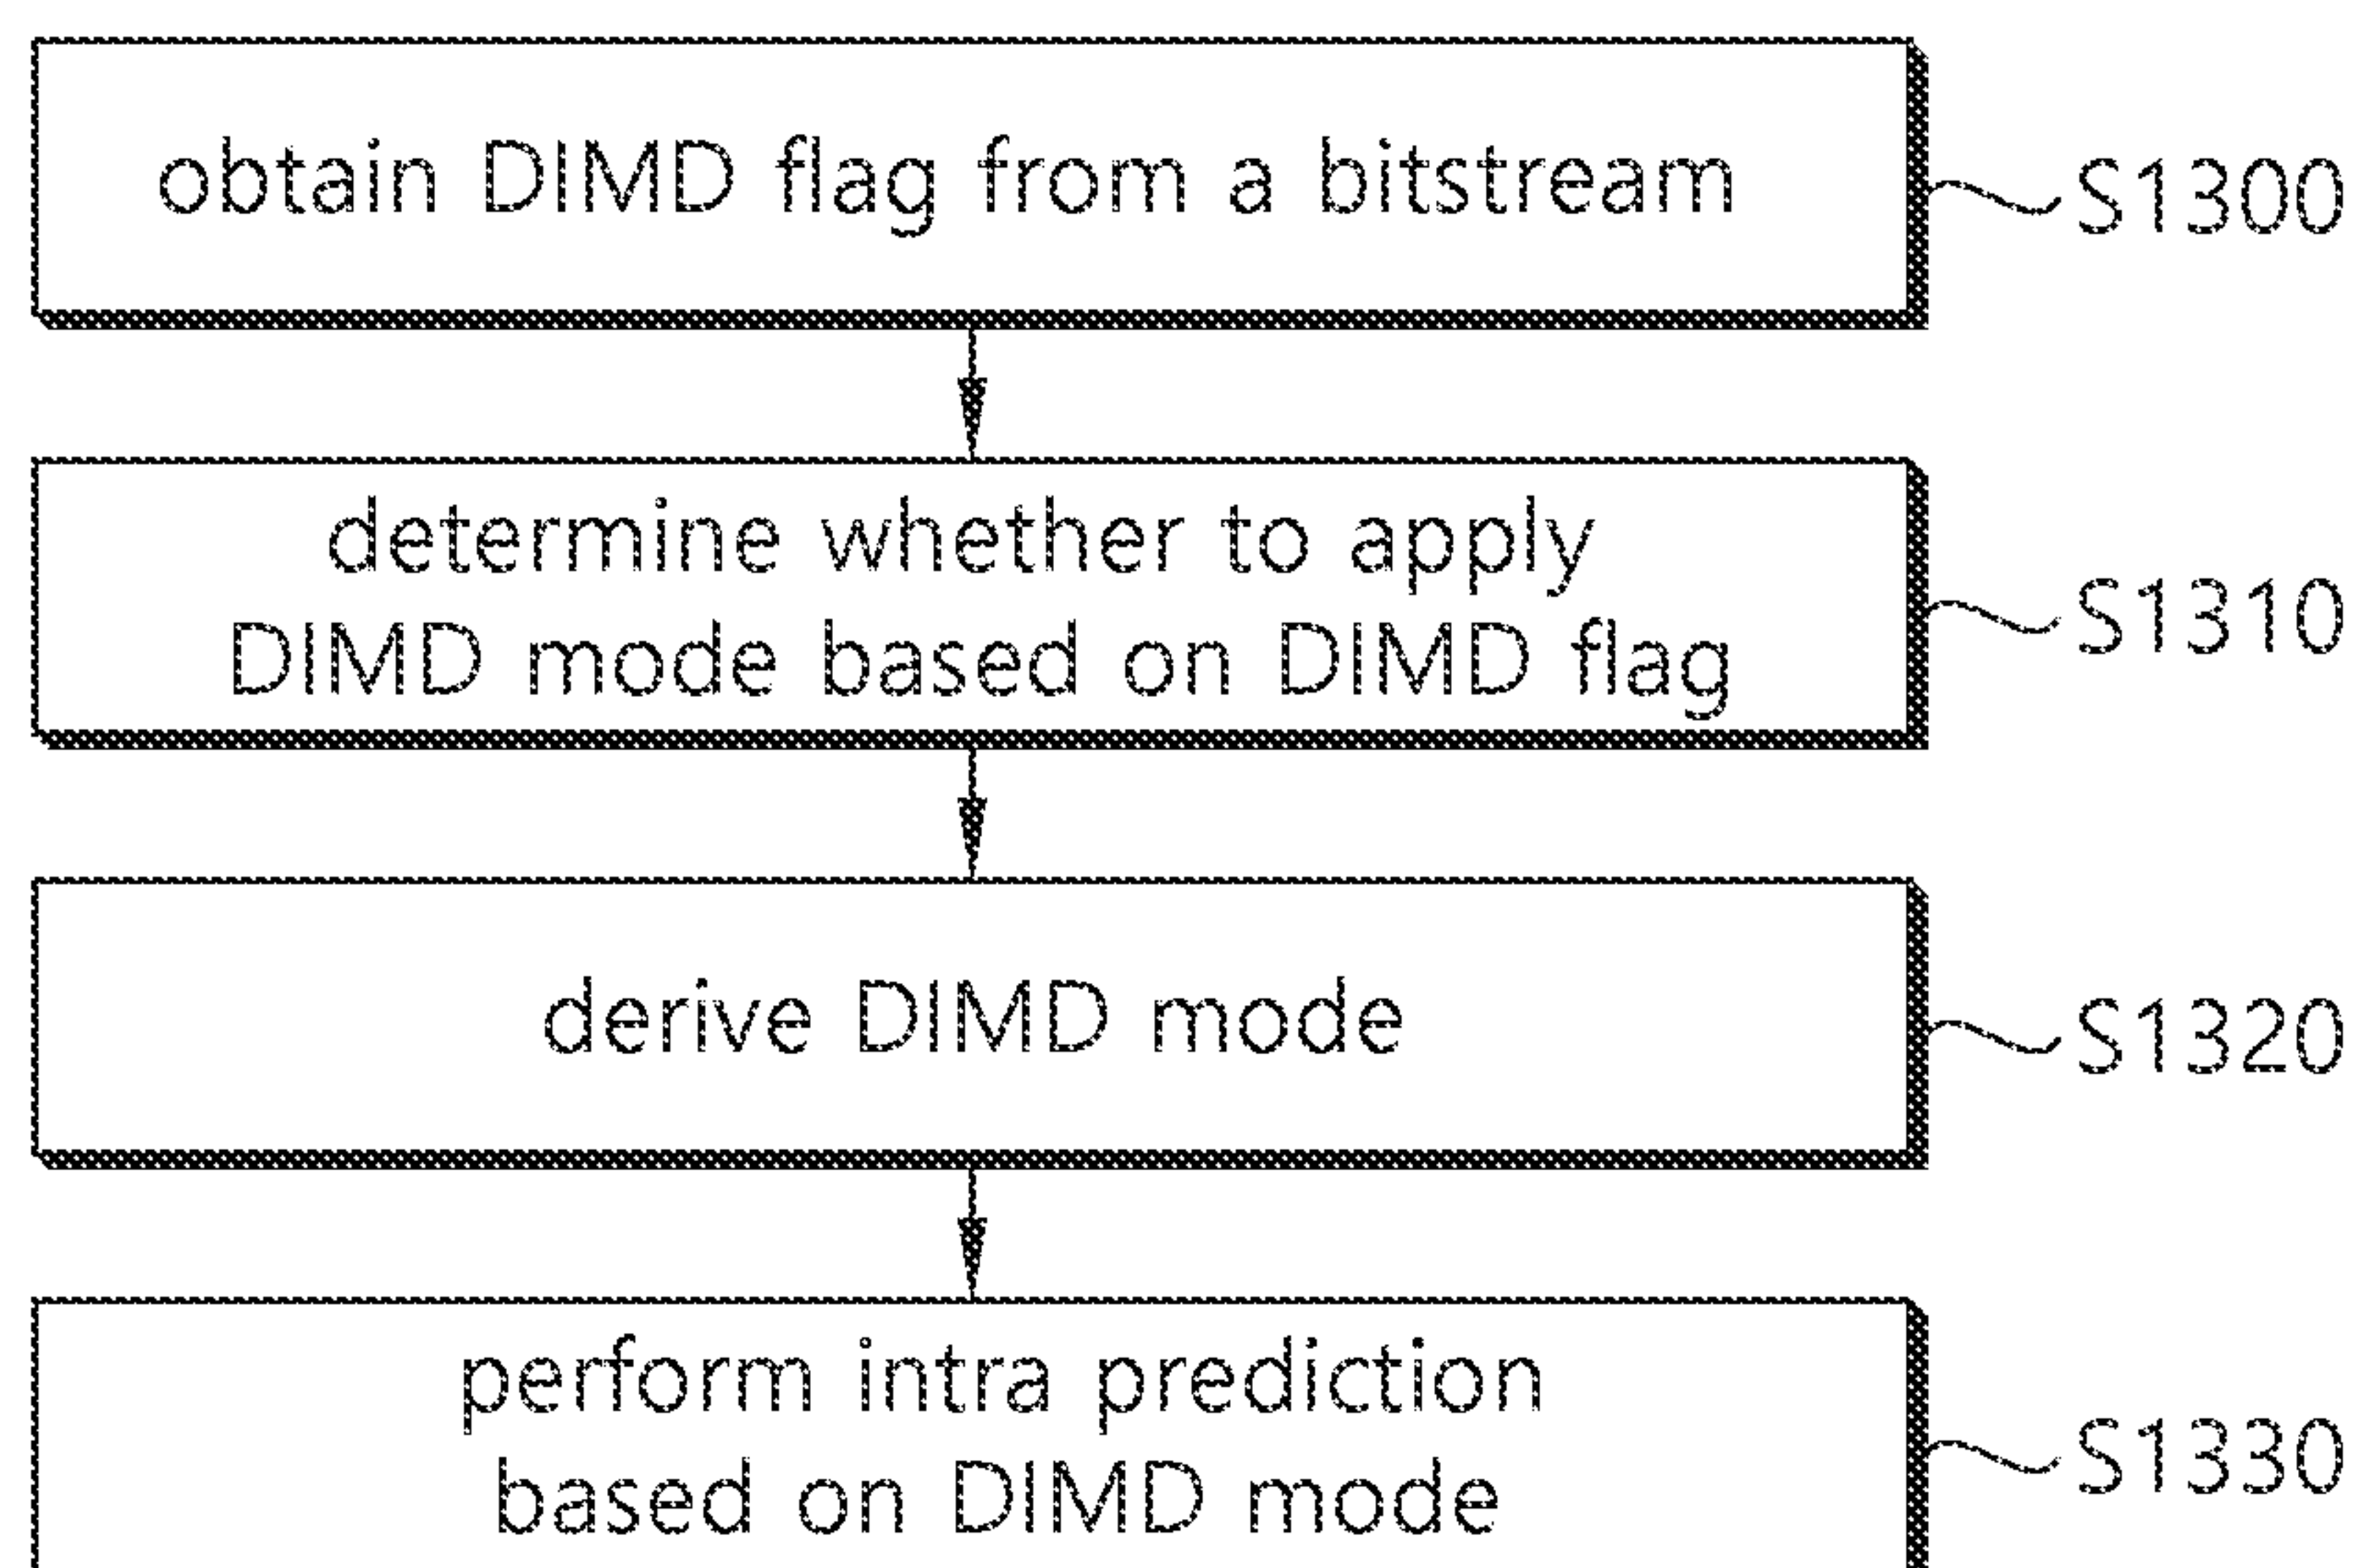 obtain DIMD flag from a bitstream
S1300
determine whether to apply
DIMD mode based on DIMD flag
S1310
derive DIMD mode
S1320
perform intra prediction
based on DIMD mode
S1330